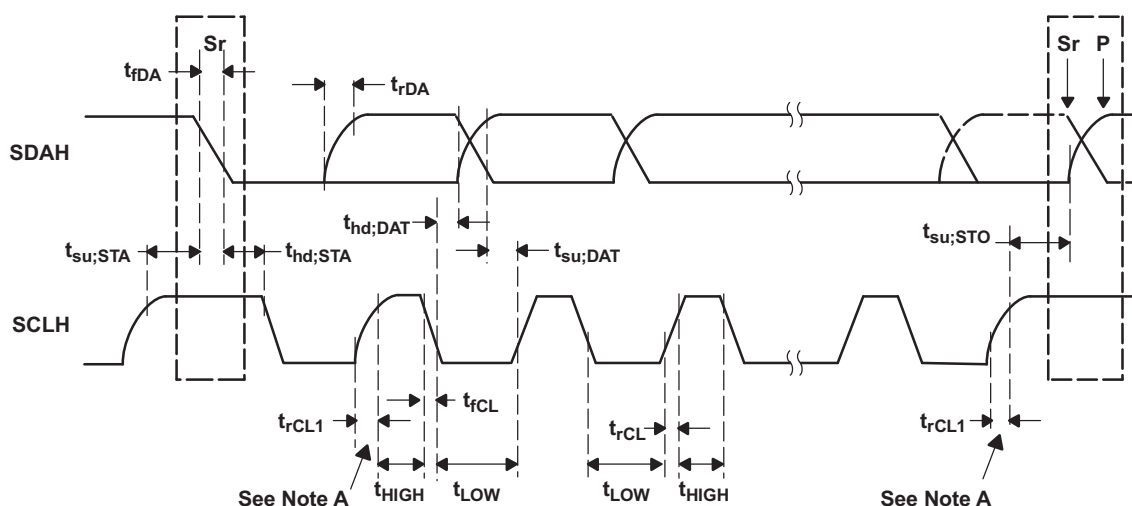 Sr
Sr P
tfDA
trDA
SDAH
thd;DAT
tsu;STA
thd;STA
tsu;DAT
tsu;STO
SCLH
tfCL
trCL1
trCL
trCL1
See Note A
tHIGH
tLOW
tLOW
tHIGH
See Note A